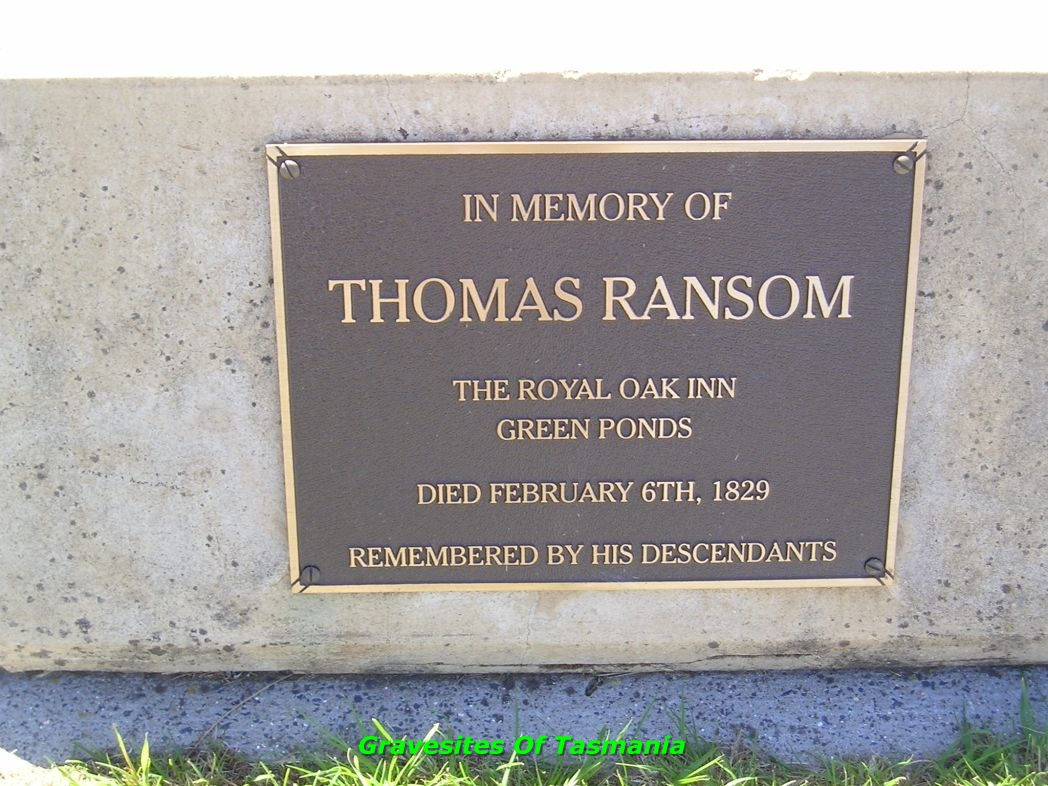 IN MEMORY OF
THOMAS RANSOM
THE ROYAL OAK INN
GREEN PONDS
DIED FEBRUARY 6TH, 1829
REMEMBERED BY HIS DESCENDANTS
Gravesites Of Tasmania